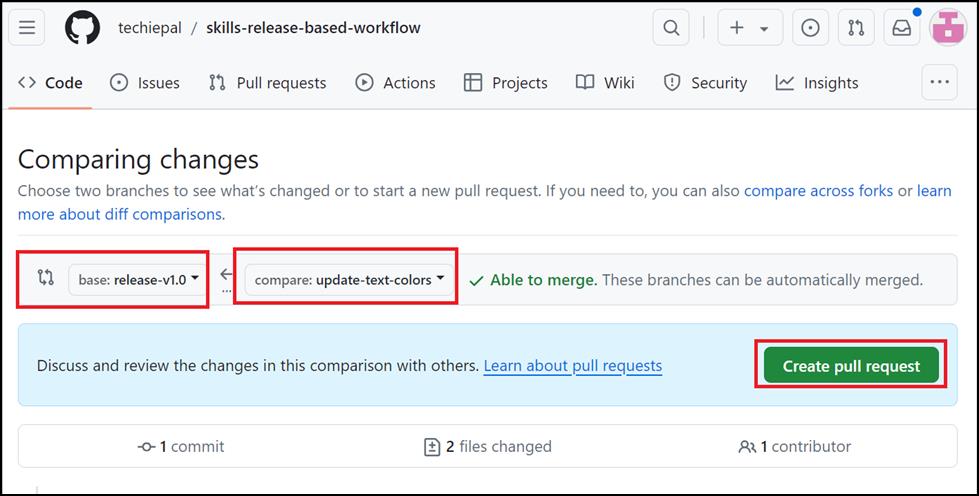 techiepal / skills-release-based-workflow
Code Issues Pull requests Actions Projects Wiki Security Insights
Comparing changes
Choose two branches to see what's changed or to start a new pull request. If you need to, you can also compare across forks or learn
more about diff comparisons.
base: release-v1.0 compare: update-text-colors Able to merge. These branches can be automatically merged.
Discuss and review the changes in this comparison with others. Learn about pull requests Create pull request
1 commit 2 files changed 1 contributor